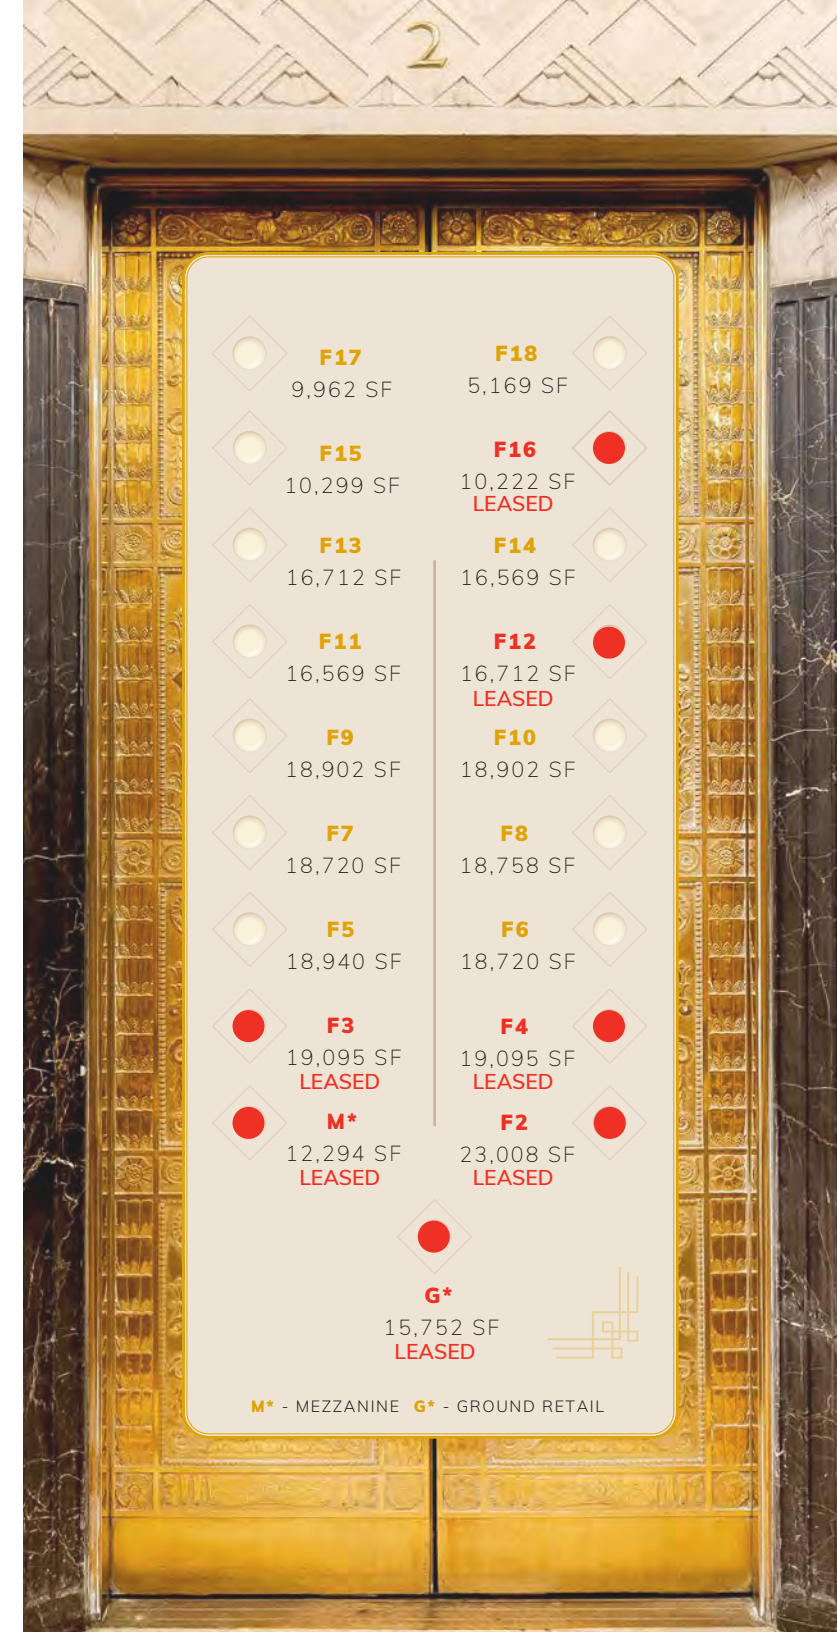 2
F17
9,962 SF
F18
5,169 SF
F15
10,299 SF
F16
10,222 SF
LEASED
F13
16,712 SF
F14
16,569 SF
F11
16,569 SF
F12
16,712 SF
LEASED
F9
18,902 SF
F10
18,902 SF
F7
18,720 SF
F8
18,758 SF
F5
18,940 SF
F6
18,720 SF
F3
19,095 SF
LEASED
F4
19,095 SF
LEASED
M*
12,294 SF
LEASED
F2
23,008 SF
LEASED
G*
15,752 SF
LEASED
M* - MEZZANINE G* - GROUND RETAIL